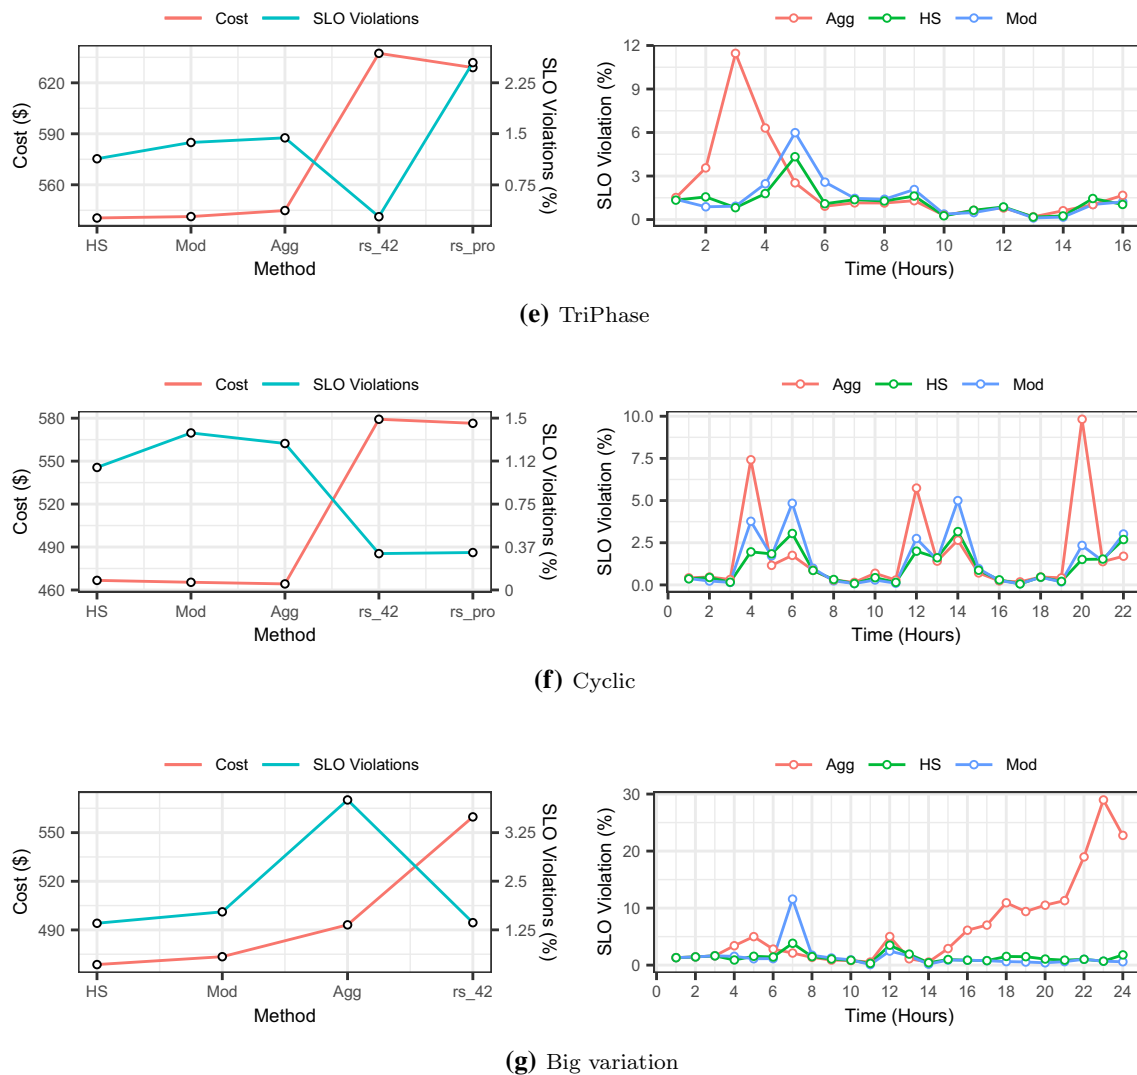 Cost SLO Violations
620
590
560
Cost ($)
2.25
1.5
0.75
SLO Violations (%)
HS Mod Agg rs_42 rs_pro
Method
Agg HS Mod
12
9
6
3
0
SLO Violation (%)
2 4 6 8 10 12 14 16
Time (Hours)
(e) TriPhase
Cost SLO Violations
580
550
520
490
460
Cost ($)
1.5
1.12
0.75
0.37
0
SLO Violations (%)
HS Mod Agg rs_42 rs_pro
Method
Agg HS Mod
10.0
7.5
5.0
2.5
0.0
SLO Violation (%)
0 2 4 6 8 10 12 14 16 18 20 22
Time (Hours)
(f) Cyclic
Cost SLO Violations
550
520
490
Cost ($)
3.25
2.5
1.25
SLO Violations (%)
HS Mod Agg rs_42
Method
Agg HS Mod
30
20
10
0
SLO Violation (%)
0 2 4 6 8 10 12 14 16 18 20 22 24
Time (Hours)
(g) Big variation